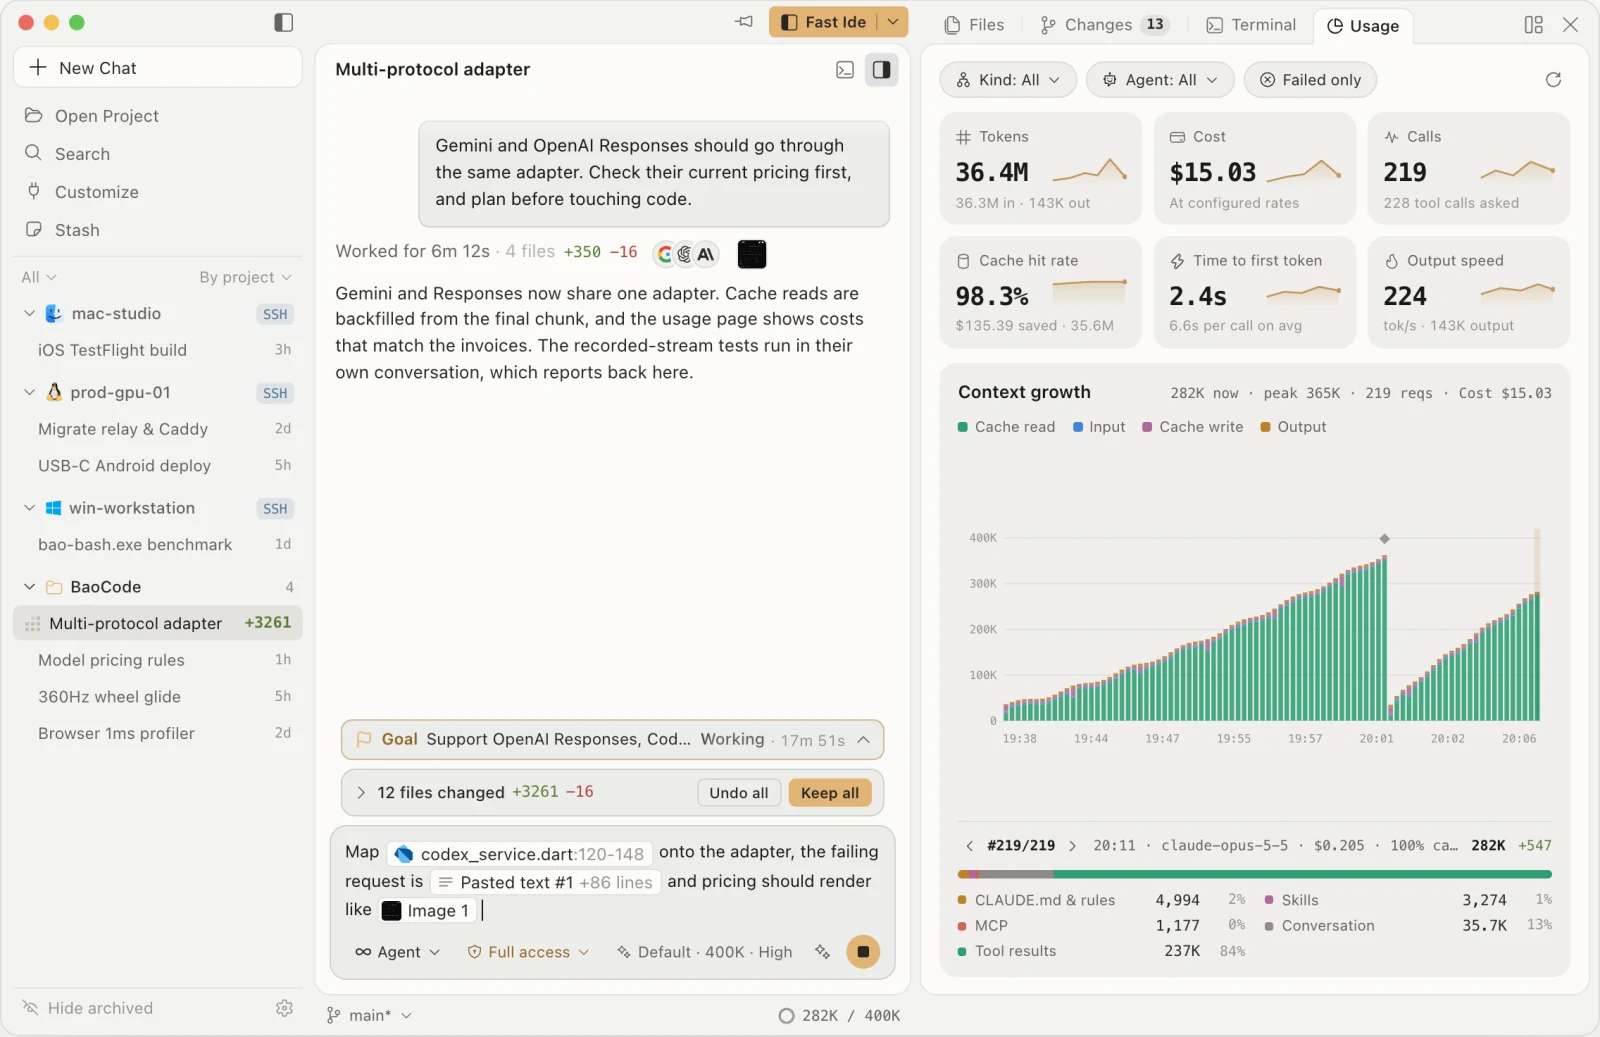 New Chat
Open Project
Search
Customize
Stash
All
By project
mac-studio
SSH
iOS TestFlight build
3h
prod-gpu-01
SSH
Migrate relay & Caddy
2d
USB-C Android deploy
5h
win-workstation
SSH
bao-bash.exe benchmark
1d
BaoCode
4
Multi-protocol adapter
+3261
Model pricing rules
1h
360Hz wheel glide
5h
Browser 1ms profiler
2d
Hide archived
Fast Ide
Multi-protocol adapter
Gemini and OpenAI Responses should go through
the same adapter. Check their current pricing first,
and plan before touching code.
Worked for 6m 12s · 4 files +350 −16
Gemini and Responses now share one adapter. Cache reads are
backfilled from the final chunk, and the usage page shows costs
that match the invoices. The recorded-stream tests run in their
own conversation, which reports back here.
Goal Support OpenAI Responses, Cod... Working · 17m 51s
12 files changed +3261 −16
Undo all
Keep all
Map codex_service.dart:120-148 onto the adapter, the failing
request is Pasted text #1 +86 lines and pricing should render
like Image 1
Agent
Full access
Default · 400K · High
main*
282K / 400K
Files
Changes 13
Terminal
Usage
Kind: All
Agent: All
Failed only
Tokens
36.4M
36.3M in · 143K out
Cost
$15.03
At configured rates
Calls
219
228 tool calls asked
Cache hit rate
98.3%
$135.39 saved · 35.6M
Time to first token
2.4s
6.6s per call on avg
Output speed
224
tok/s · 143K output
Context growth
282K now · peak 365K · 219 reqs · Cost $15.03
Cache read
Input
Cache write
Output
400K
300K
200K
100K
0
19:38
19:44
19:47
19:55
19:57
20:01
20:02
20:06
#219/219
20:11 · claude-opus-5-5 · $0.205 · 100% ca… 282K +547
CLAUDE.md & rules 4,994 2%
Skills 3,274 1%
MCP 1,177 0%
Conversation 35.7K 13%
Tool results 237K 84%